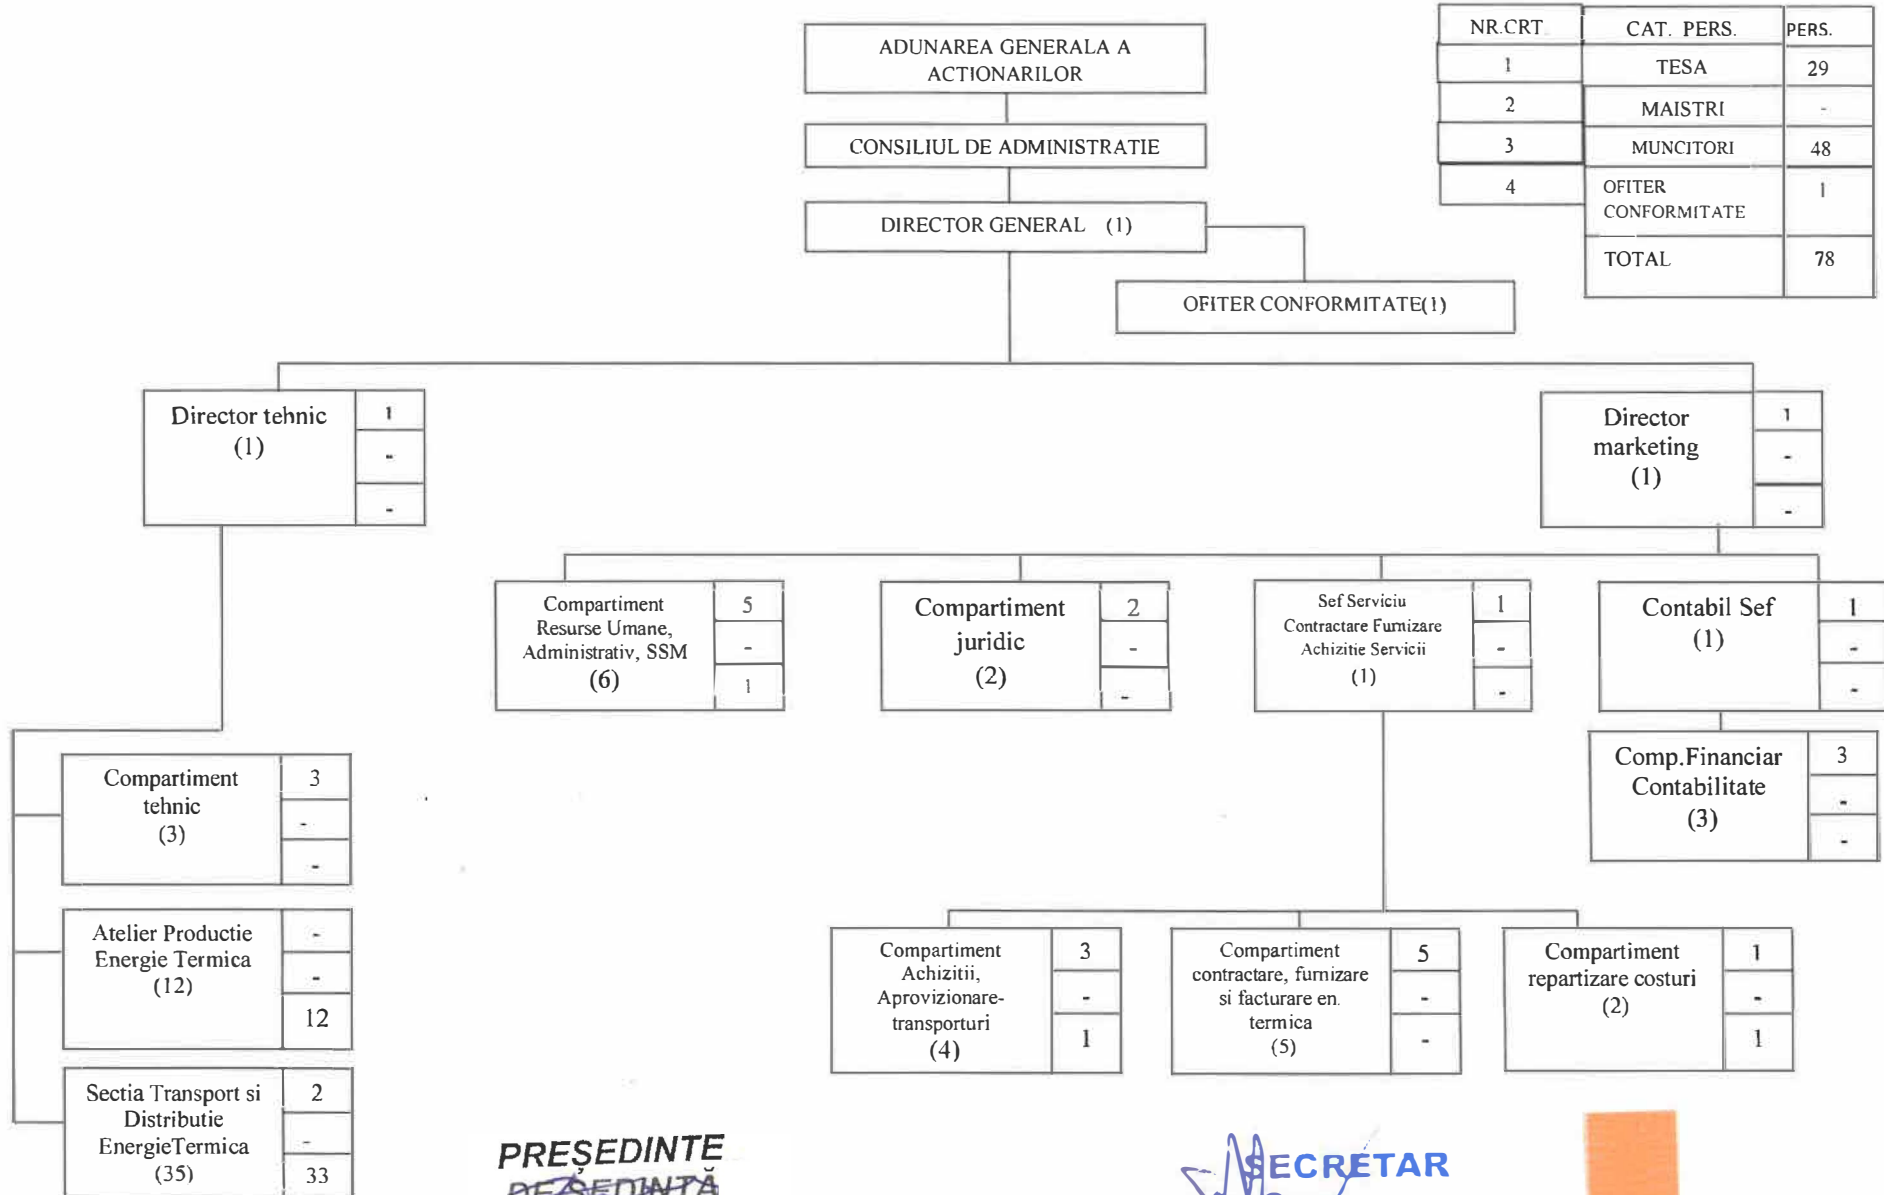 ADUNAREA GENERALA A
ACTIONARILOR
CONSILIUL DE ADMINISTRATIE
DIRECTOR GENERAL (1)
OFITER CONFORMITATE(1)
NR.CRT. CAT. PERS. PERS.
1 TESA 29
2 MAISTRI -
3 MUNCITORI 48
4 OFITER
CONFORMITATE 1
TOTAL 78
Director tehnic
(1)
1
-
-
Director
marketing
(1)
1
-
-
Compartiment
Resurse Umane,
Administrativ, SSM
(6)
5
-
1
Compartiment
juridic
(2)
2
-
-
Sef Serviciu
Contractare Furnizare
Achizitie Servicii
(1)
1
-
-
Contabil Sef
(1)
1
-
-
Comp.Financiar
Contabilitate
(3)
3
-
-
Compartiment
tehnic
(3)
3
-
-
Atelier Productie
Energie Termica
(12)
-
-
12
Sectia Transport si
Distributie
EnergieTermica
(35)
2
-
33
Compartiment
Achizitii,
Aprovizionare-
transporturi
(4)
3
-
1
Compartiment
contractare, furnizare
si facturare en.
termica
(5)
5
-
-
Compartiment
repartizare costuri
(2)
1
-
1
PREȘEDINTE
DE ȘEDINȚĂ
SECRETAR